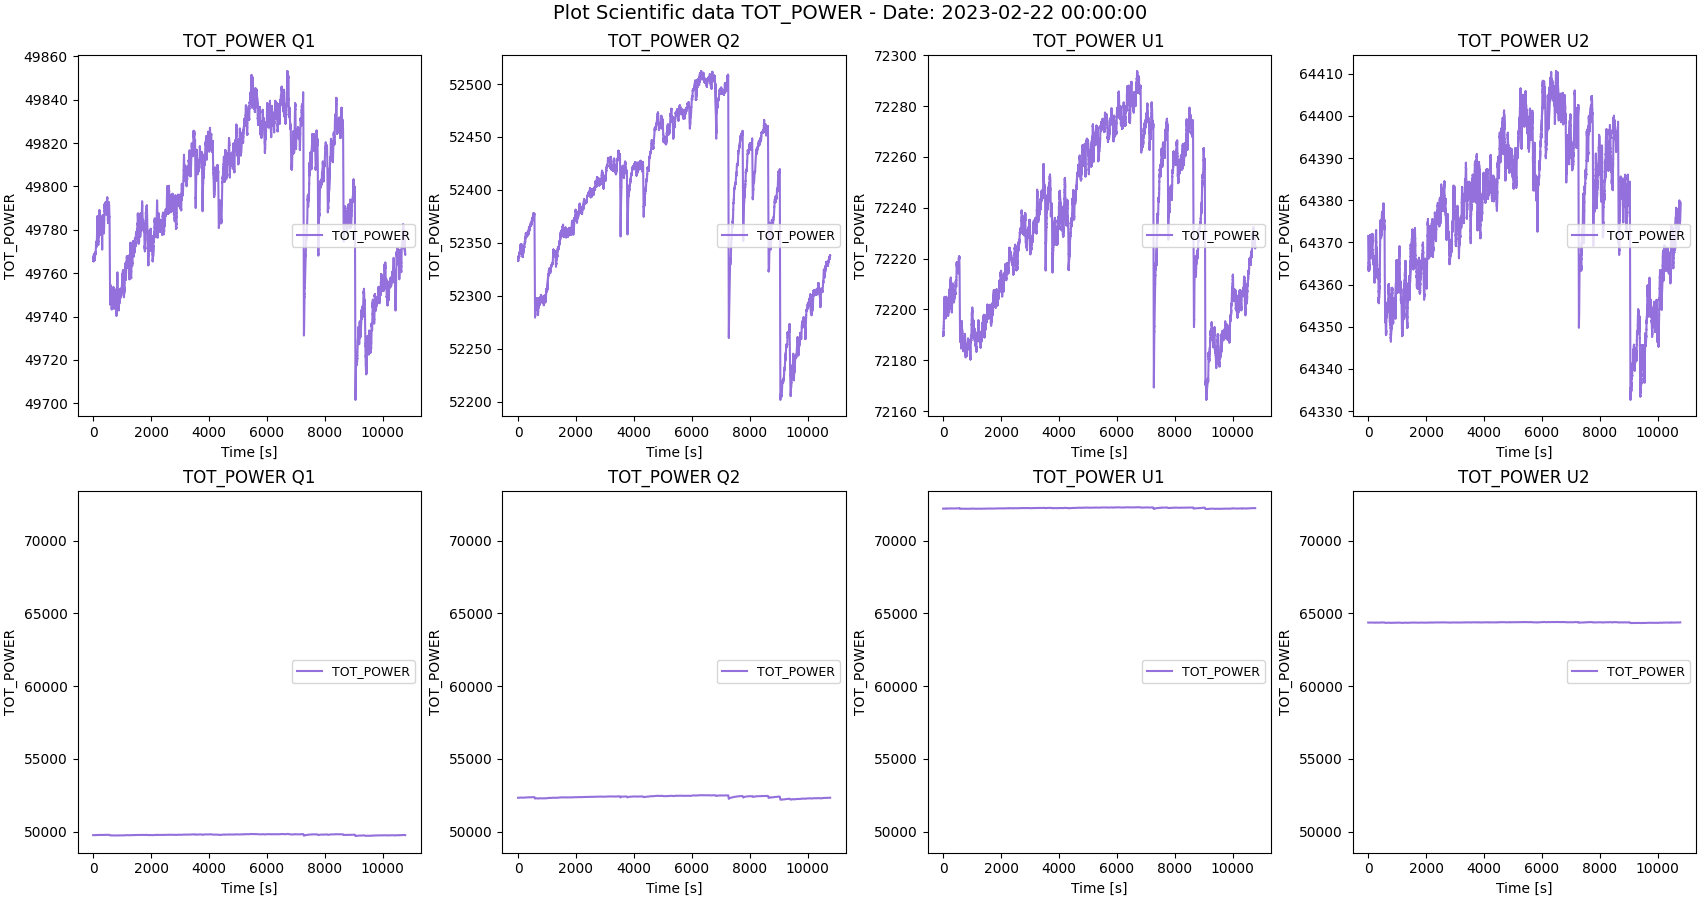 Plot Scientific data TOT_POWER - Date: 2023-02-22 00:00:00
TOT_POWER Q1
TOT_POWER
49860
49840
49820
49800
49780
49760
49740
49720
49700
TOT_POWER
0 2000 4000 6000 8000 10000
Time [s]
TOT_POWER Q2
TOT_POWER
52500
52450
52400
52350
52300
52250
52200
TOT_POWER
0 2000 4000 6000 8000 10000
Time [s]
TOT_POWER U1
TOT_POWER
72300
72280
72260
72240
72220
72200
72180
72160
TOT_POWER
0 2000 4000 6000 8000 10000
Time [s]
TOT_POWER U2
TOT_POWER
64410
64400
64390
64380
64370
64360
64350
64340
64330
TOT_POWER
0 2000 4000 6000 8000 10000
Time [s]
TOT_POWER Q1
TOT_POWER
70000
65000
60000
55000
50000
TOT_POWER
0 2000 4000 6000 8000 10000
Time [s]
TOT_POWER Q2
TOT_POWER
70000
65000
60000
55000
50000
TOT_POWER
0 2000 4000 6000 8000 10000
Time [s]
TOT_POWER U1
TOT_POWER
70000
65000
60000
55000
50000
TOT_POWER
0 2000 4000 6000 8000 10000
Time [s]
TOT_POWER U2
TOT_POWER
70000
65000
60000
55000
50000
TOT_POWER
0 2000 4000 6000 8000 10000
Time [s]